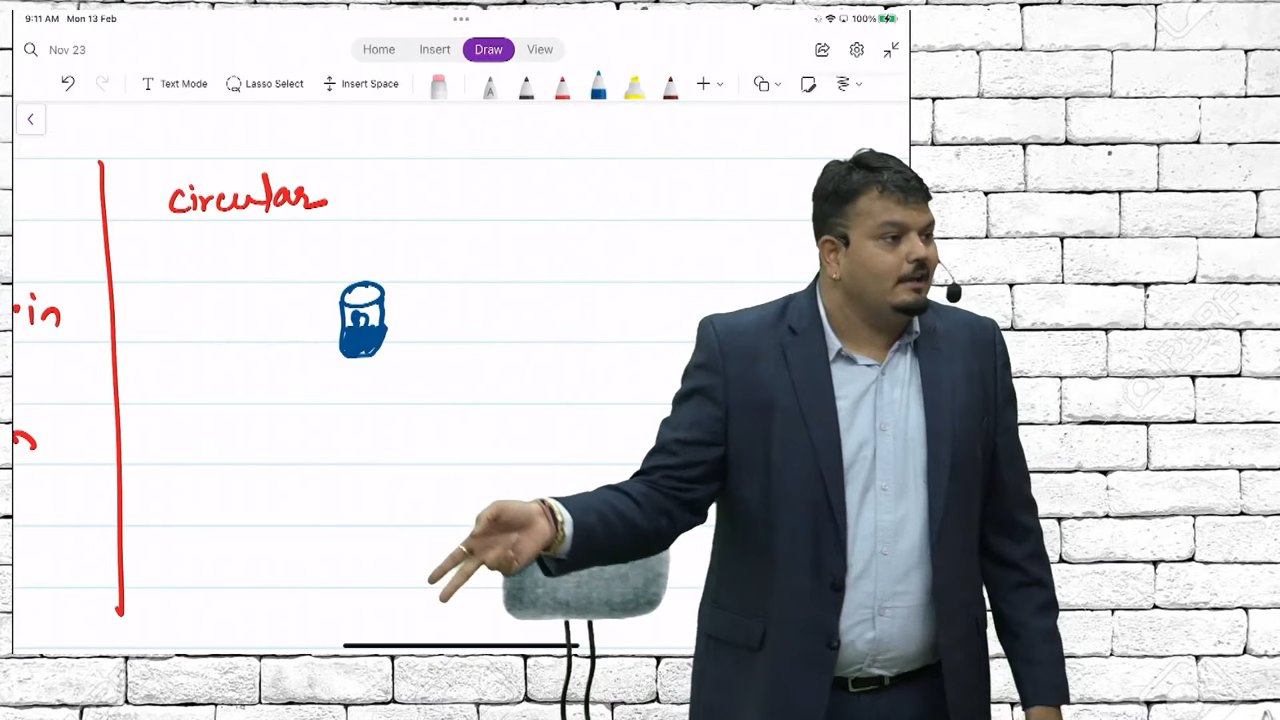 9:11 AM Mon 13 Feb
100%
Nov 23
Home Insert Draw View
Text Mode Lasso Select Insert Space
circular
in